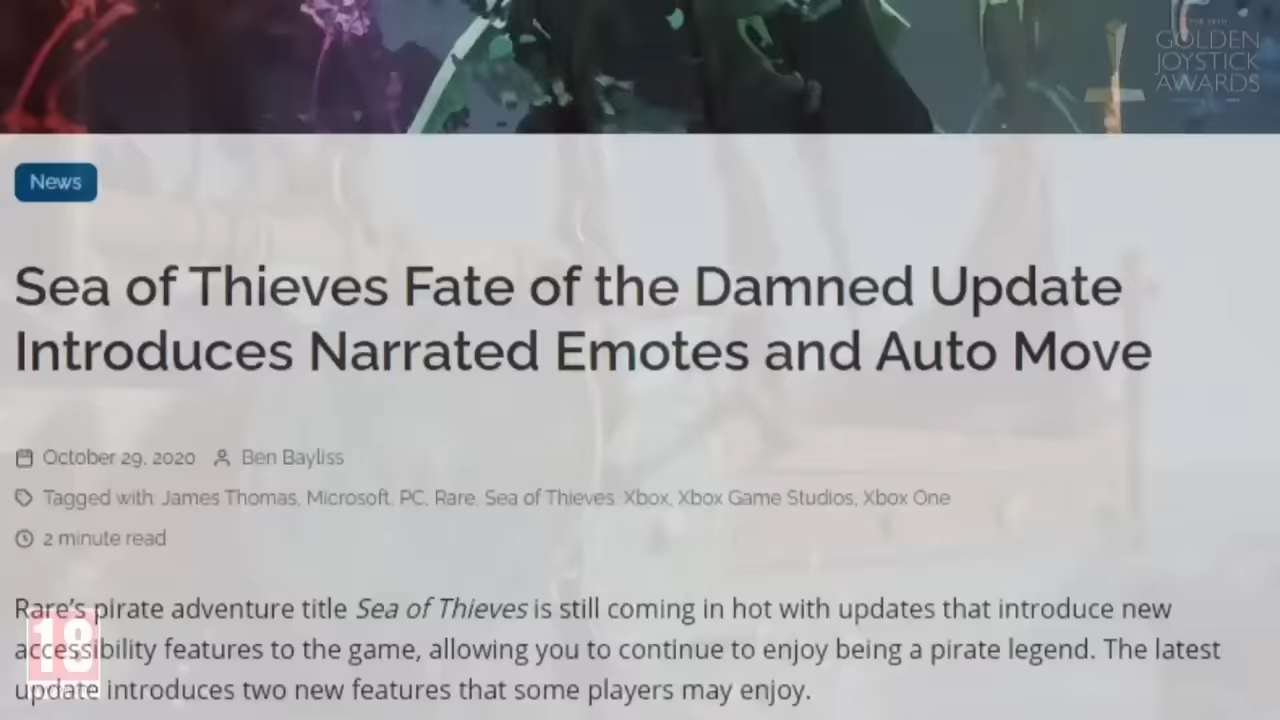 GOLDEN
JOYSTICK
AWARDS
News
Sea of Thieves Fate of the Damned Update
Introduces Narrated Emotes and Auto Move
October 29, 2020 Ben Bayliss
Tagged with: James Thomas, Microsoft, PC, Rare, Sea of Thieves, Xbox, Xbox Game Studios, Xbox One
2 minute read
Rare's pirate adventure title Sea of Thieves is still coming in hot with updates that introduce new
accessibility features to the game, allowing you to continue to enjoy being a pirate legend. The latest
update introduces two new features that some players may enjoy.
18